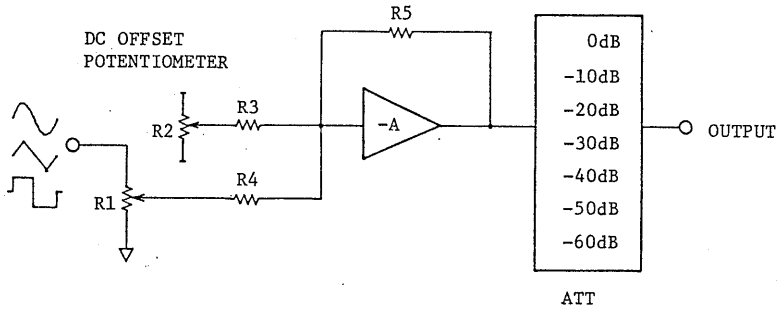 R5
DC OFFSET
POTENTIOMETER
R3
R2
-A
R4
R1
0dB
-10dB
-20dB
-30dB
-40dB
-50dB
-60dB
OUTPUT
ATT